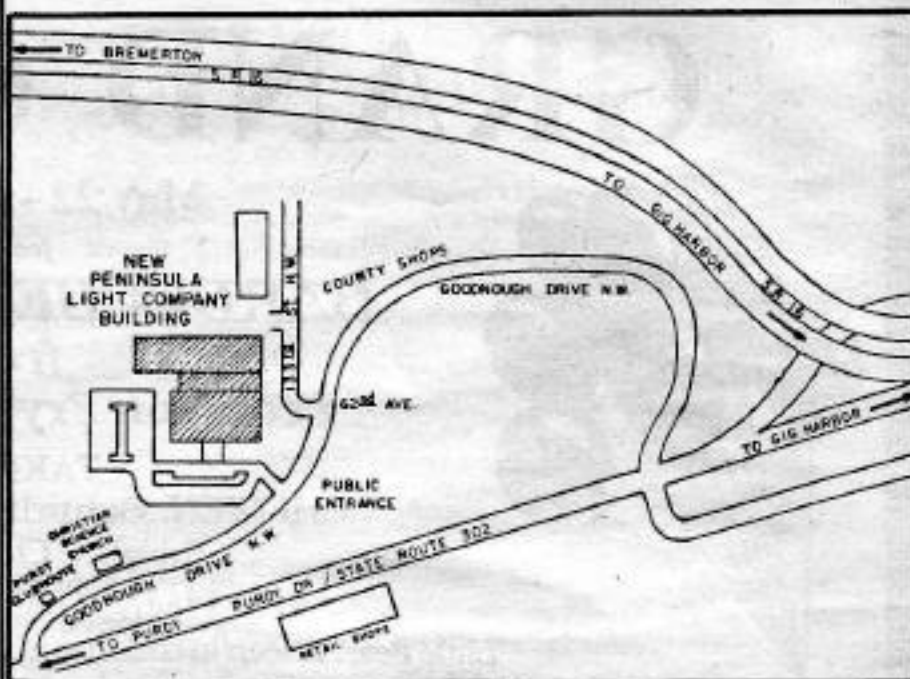 TO BREMERTON
S.R. 16
TO GIG HARBOR
S.R. 16
NEW
PENINSULA
LIGHT COMPANY
BUILDING
COUNTY SHOPS
GOODNOUGH DRIVE N.W.
62nd AVE.
TO GIG HARBOR
PUBLIC
ENTRANCE
CHRISTIAN
SCIENCE
CHURCH
PURDY
CLUBHOUSE
GOODNOUGH DRIVE N.W.
TO PURDY PURDY DR / STATE ROUTE 302
RETAIL SHOPS